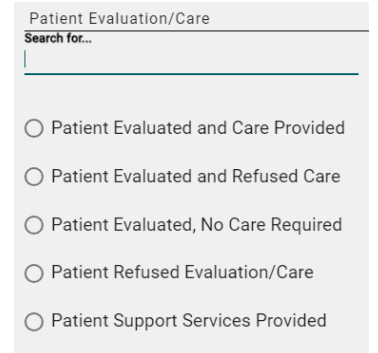 Patient Evaluation/Care
Search for...
Patient Evaluated and Care Provided
Patient Evaluated and Refused Care
Patient Evaluated, No Care Required
Patient Refused Evaluation/Care
Patient Support Services Provided